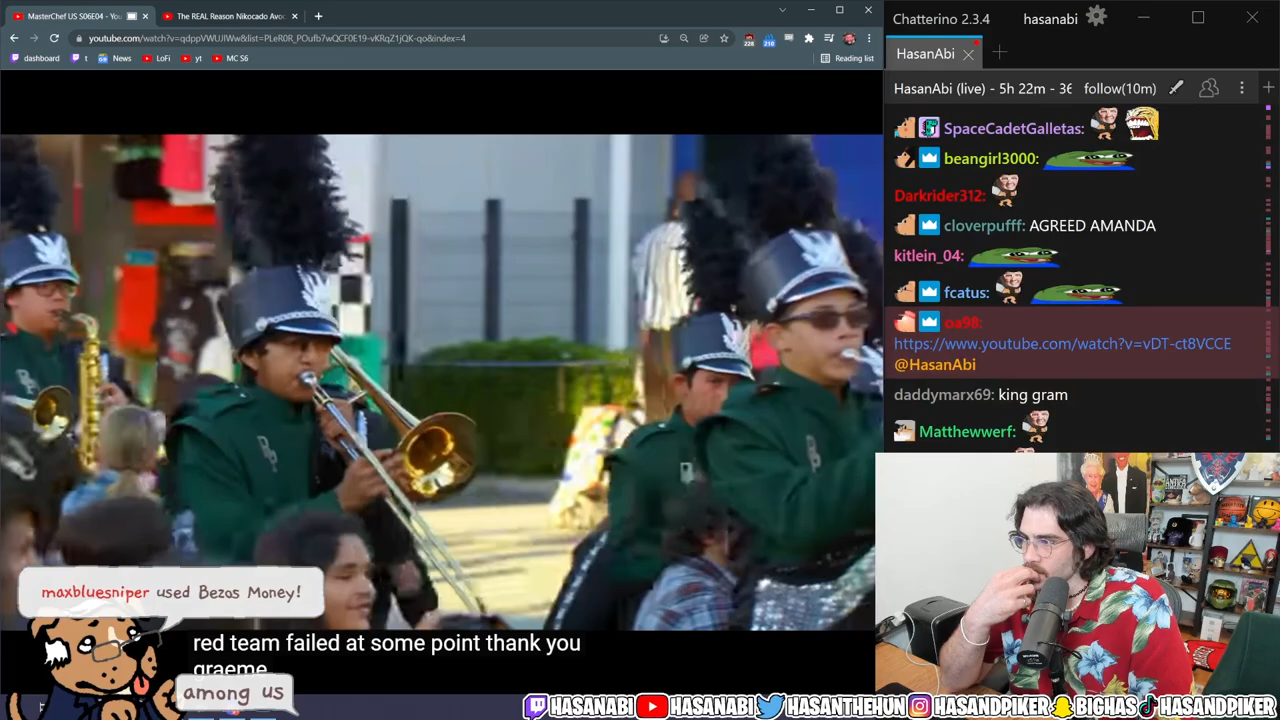 MasterChef US S06E04 - You
The REAL Reason Nikocado Avoc
youtube.com/watch?v=qdppVWUJIWw&list=PLeR0R_POufb7wQCF0E19-vKRqZ1jQK-qo&index=4
228
210
dashboard
t
News
LoFi
yt
MC S6
Reading list
Chatterino 2.3.4
hasanabi
HasanAbi
HasanAbi (live) - 5h 22m - 36
follow(10m)
SpaceCadetGalletas:
beangirl3000:
Darkrider312:
cloverpufff: AGREED AMANDA
kitlein_04:
fcatus:
oa98:
https://www.youtube.com/watch?v=vDT-ct8VCCE
@HasanAbi
daddymarx69: king gram
Matthewwerf:
maxbluesniper used Bezos Money!
red team failed at some point thank you
graeme
among us
HASANABI
HASANABI
HASANTHEHUN
HASANDPIKER
BIGHAS
HASANDPIKER